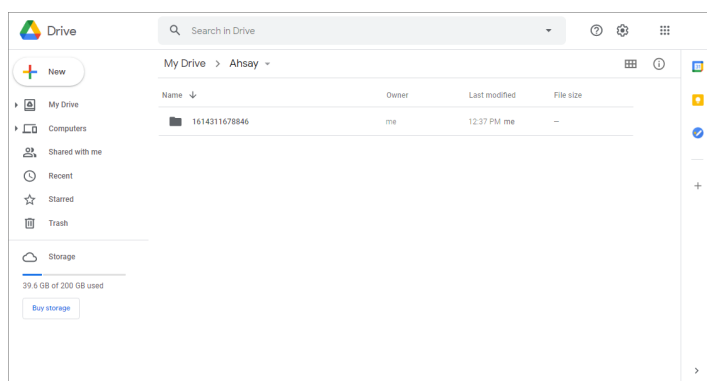 Drive
Search in Drive
New
My Drive > Ahsay
Name
Owner
Last modified
File size
1614311678846
me
12:37 PM me
–
My Drive
Computers
Shared with me
Recent
Starred
Trash
Storage
39.6 GB of 200 GB used
Buy storage